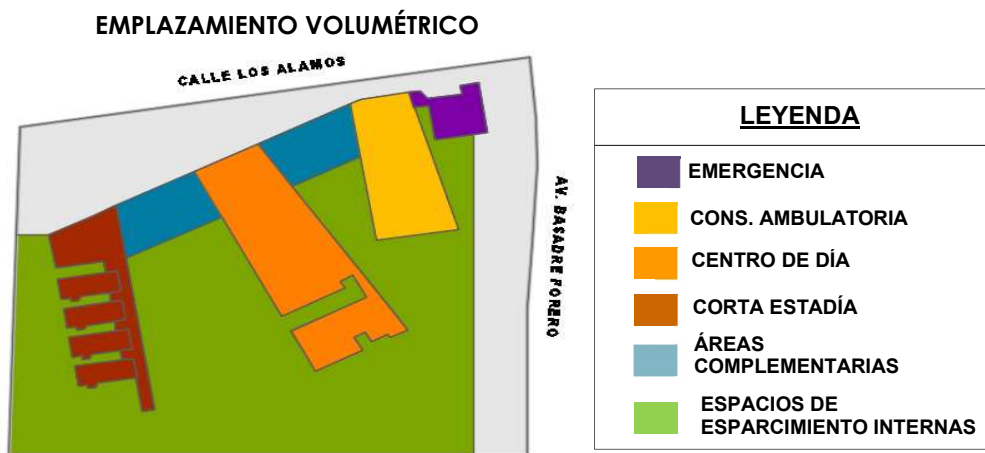 EMPLAZAMIENTO VOLUMÉTRICO
CALLE LOS ALAMOS
AV. BASADRE FORERO
LEYENDA
EMERGENCIA
CONS. AMBULATORIA
CENTRO DE DÍA
CORTA ESTADÍA
ÁREAS
COMPLEMENTARIAS
ESPACIOS DE
ESPARCIMIENTO INTERNAS